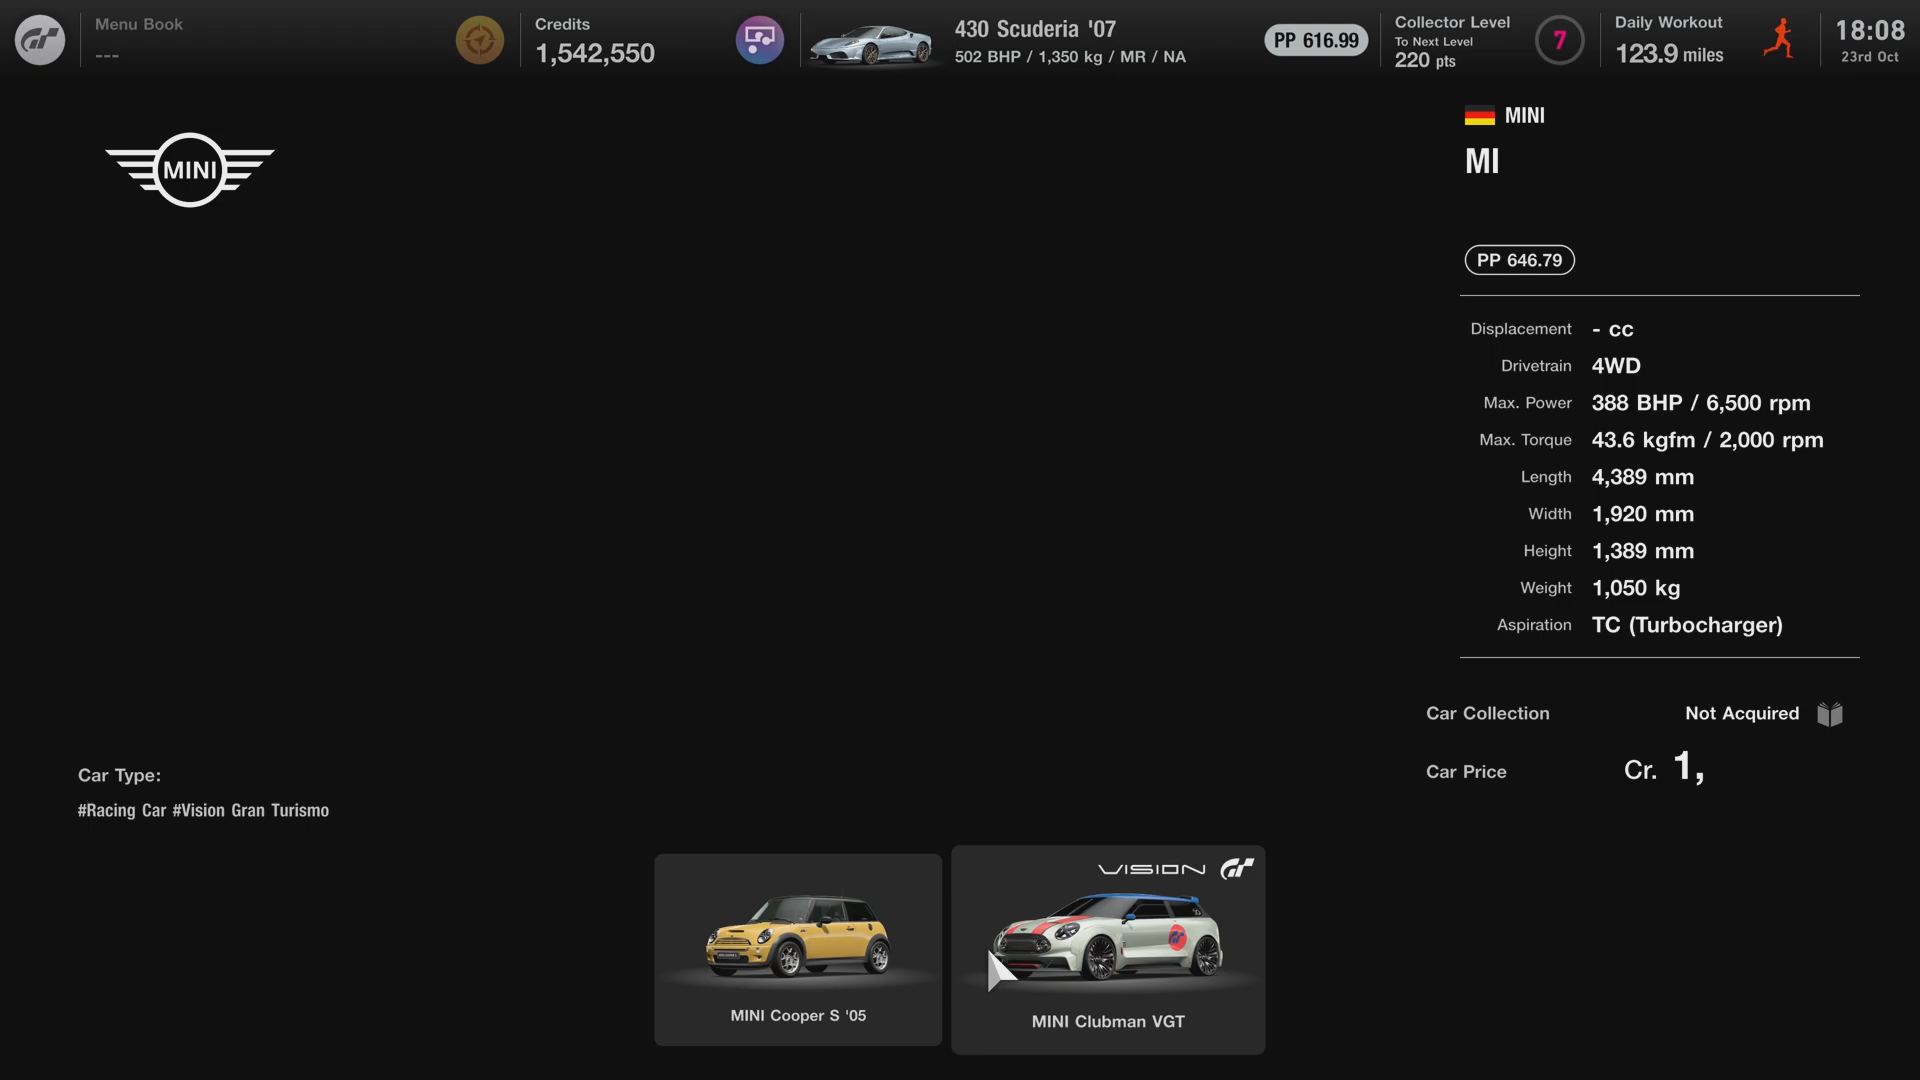 Menu Book
---
Credits
1,542,550
430 Scuderia '07
502 BHP / 1,350 kg / MR / NA
PP 616.99
Collector Level
To Next Level
220 pts
7
Daily Workout
123.9 miles
18:08
23rd Oct
MINI
MINI
MI
PP 646.79
Displacement - cc
Drivetrain 4WD
Max. Power 388 BHP / 6,500 rpm
Max. Torque 43.6 kgfm / 2,000 rpm
Length 4,389 mm
Width 1,920 mm
Height 1,389 mm
Weight 1,050 kg
Aspiration TC (Turbocharger)
Car Collection Not Acquired
Car Price Cr. 1,
Car Type:
#Racing Car #Vision Gran Turismo
MINI Cooper S '05
VISION GT
MINI Clubman VGT